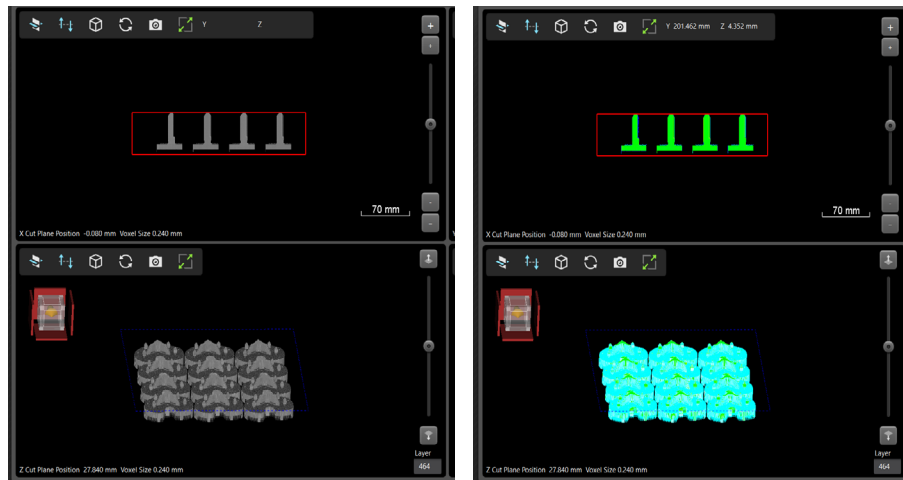 Y Z
70 mm
X Cut Plane Position -0.080 mm Voxel Size 0.240 mm
Z Cut Plane Position 27.840 mm Voxel Size 0.240 mm
Layer
464
Y 201.462 mm Z 4.352 mm
70 mm
X Cut Plane Position -0.080 mm Voxel Size 0.240 mm
Z Cut Plane Position 27.840 mm Voxel Size 0.240 mm
Layer
464